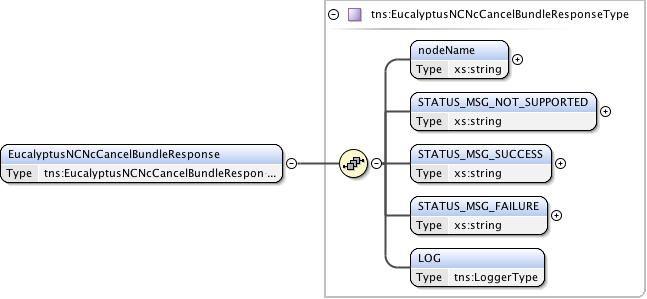 tns:EucalyptusNCNcCancelBundleResponseType
nodeName
Type xs:string
STATUS_MSG_NOT_SUPPORTED
Type xs:string
EucalyptusNCNcCancelBundleResponse
Type tns:EucalyptusNCNcCancelBundleRespon ...
STATUS_MSG_SUCCESS
Type xs:string
STATUS_MSG_FAILURE
Type xs:string
LOG
Type tns:LoggerType